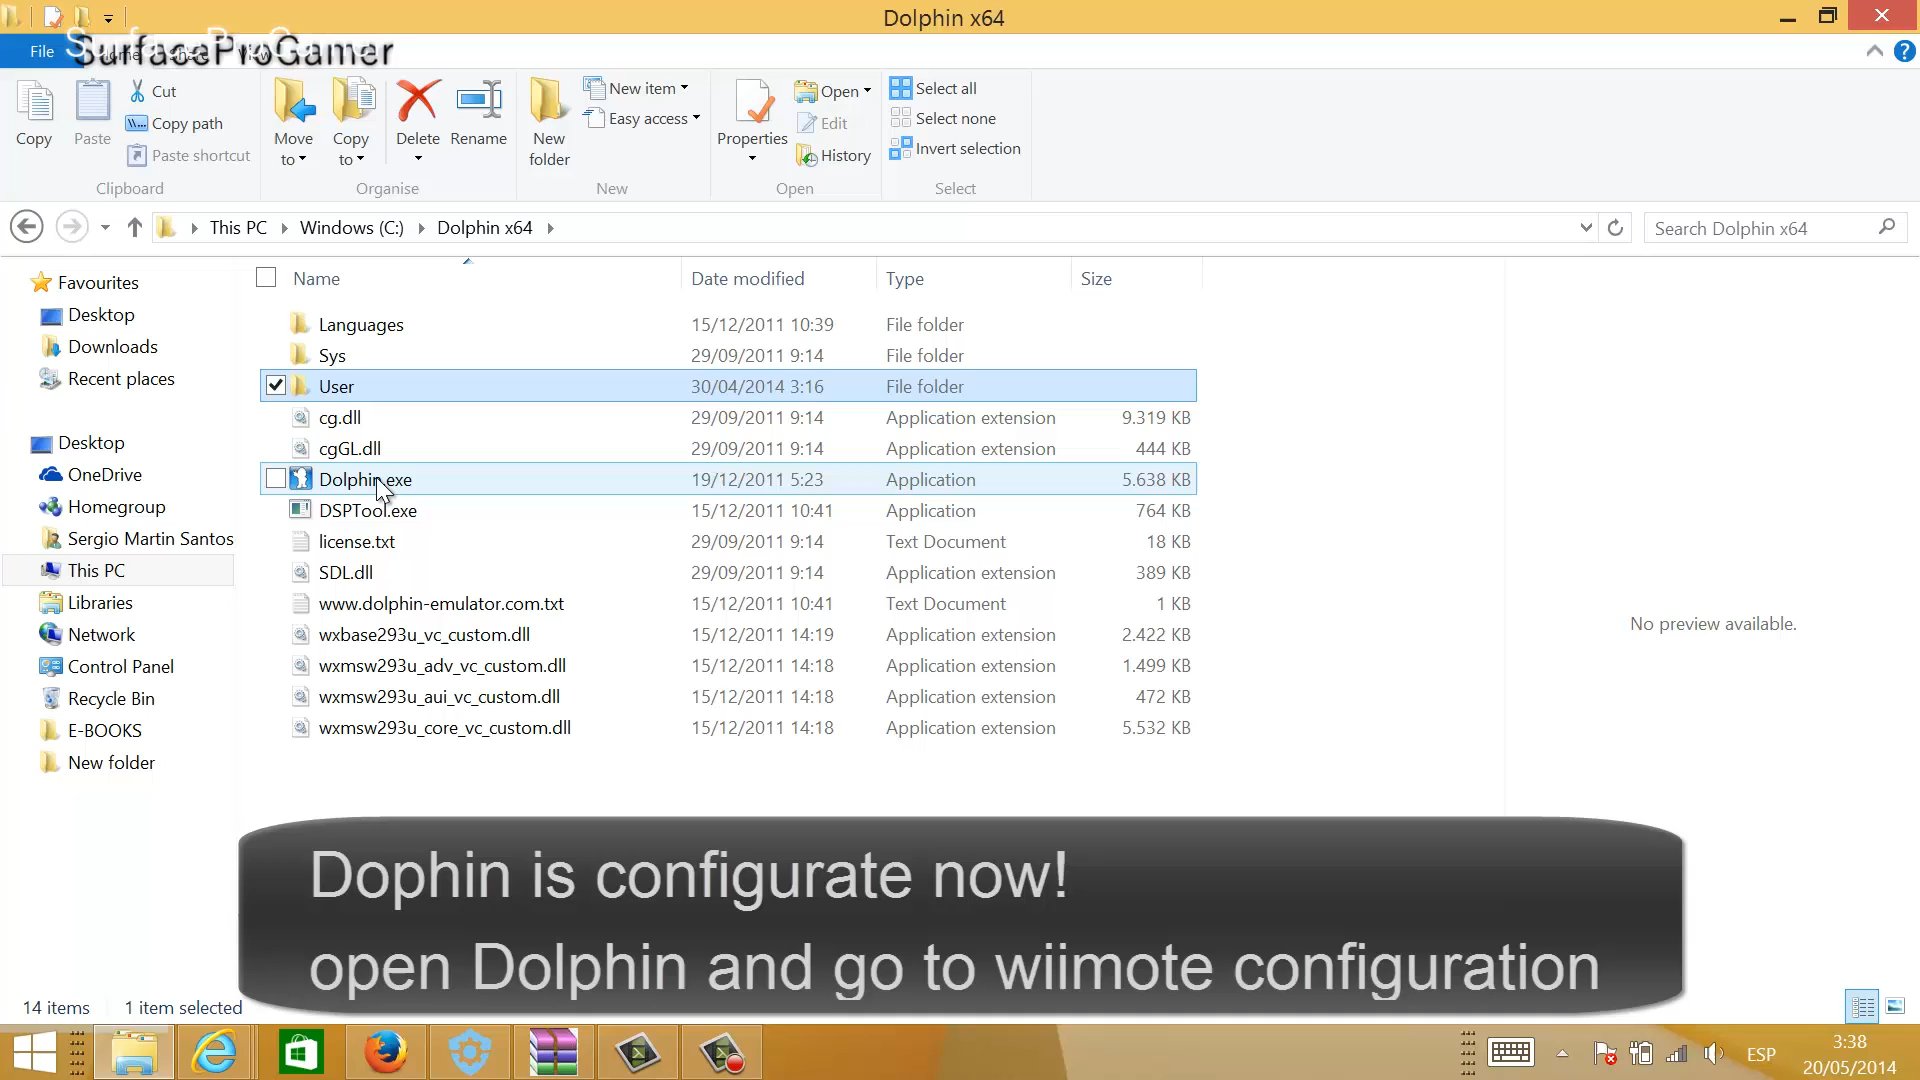 Dolphin x64
File
SurfaceProGamer
Copy
Paste
Cut
Copy path
Paste shortcut
Clipboard
Move to
Copy to
Delete
Rename
Organise
New folder
New item
Easy access
New
Properties
Open
Edit
History
Open
Select all
Select none
Invert selection
Select
This PC
Windows (C:)
Dolphin x64
Search Dolphin x64
Favourites
Desktop
Downloads
Recent places
Desktop
OneDrive
Homegroup
Sergio Martin Santos
This PC
Libraries
Network
Control Panel
Recycle Bin
E-BOOKS
New folder
Name Date modified Type Size
Languages 15/12/2011 10:39 File folder
Sys 29/09/2011 9:14 File folder
User 30/04/2014 3:16 File folder
cg.dll 29/09/2011 9:14 Application extension 9.319 KB
cgGL.dll 29/09/2011 9:14 Application extension 444 KB
Dolphin.exe 19/12/2011 5:23 Application 5.638 KB
DSPTool.exe 15/12/2011 10:41 Application 764 KB
license.txt 29/09/2011 9:14 Text Document 18 KB
SDL.dll 29/09/2011 9:14 Application extension 389 KB
www.dolphin-emulator.com.txt 15/12/2011 10:41 Text Document 1 KB
wxbase293u_vc_custom.dll 15/12/2011 14:19 Application extension 2.422 KB
wxmsw293u_adv_vc_custom.dll 15/12/2011 14:18 Application extension 1.499 KB
wxmsw293u_aui_vc_custom.dll 15/12/2011 14:18 Application extension 472 KB
wxmsw293u_core_vc_custom.dll 15/12/2011 14:18 Application extension 5.532 KB
No preview available.
Dophin is configurate now!
open Dolphin and go to wiimote configuration
14 items 1 item selected
ESP
3:38
20/05/2014